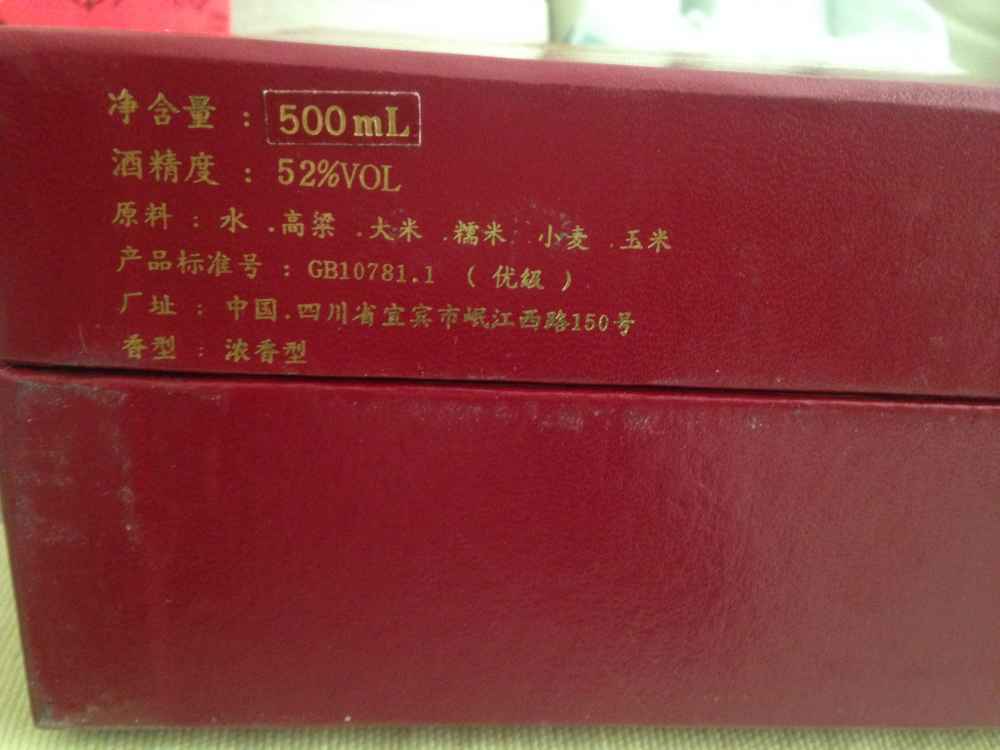 净含量：500mL
酒精度：52%VOL
原料：水.高粱.大米.糯米.小麦.玉米
产品标准号：GB10781.1（优级）
厂址：中国.四川省宜宾市岷江西路150号
香型：浓香型